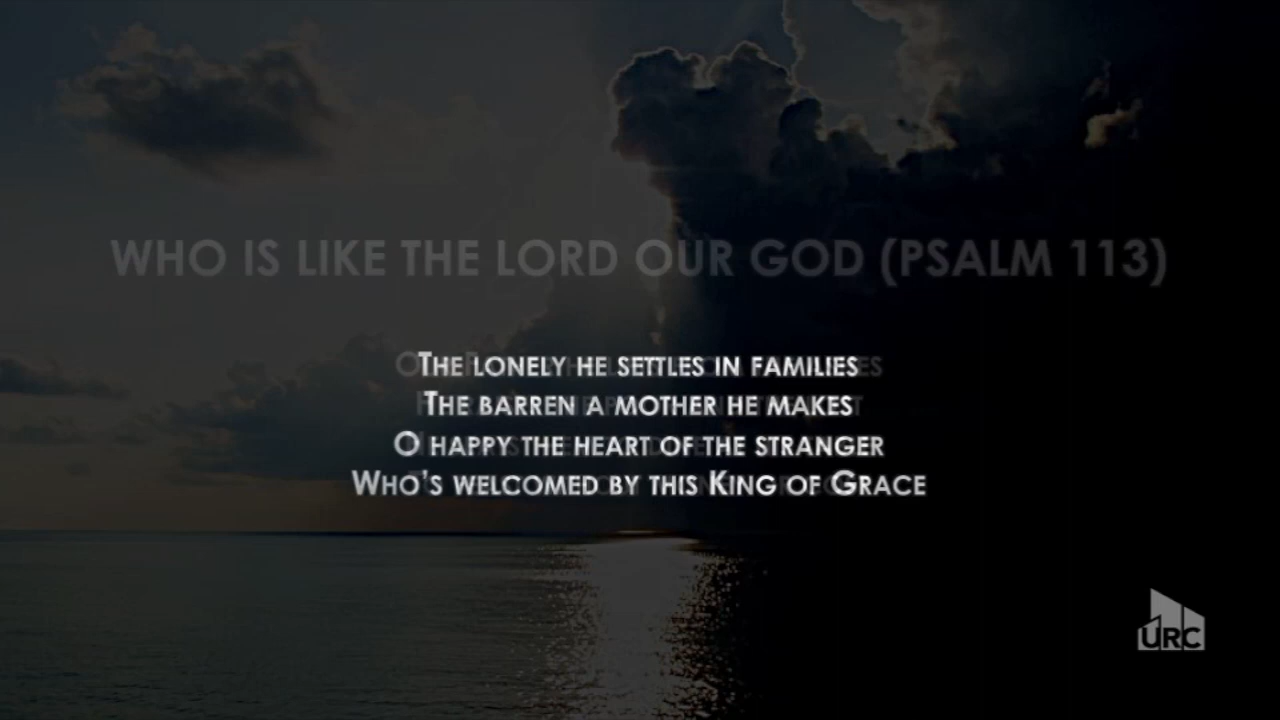 WHO IS LIKE THE LORD OUR GOD (PSALM 113)
THE LONELY HE SETTLES IN FAMILIES
THE BARREN A MOTHER HE MAKES
O HAPPY THE HEART OF THE STRANGER
WHO'S WELCOMED BY THIS KING OF GRACE
URC